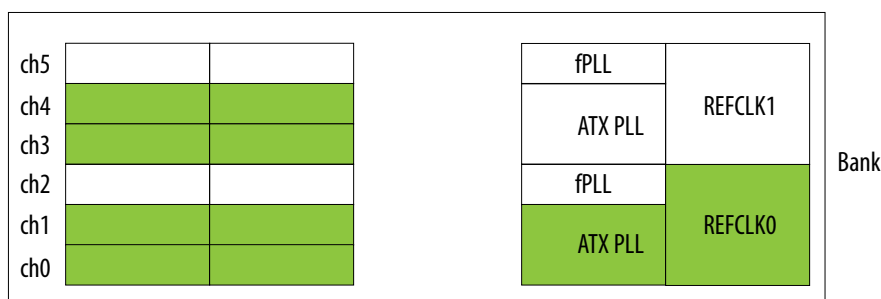 ch5
ch4
ch3
ch2
ch1
ch0
fPLL
ATX PLL
fPLL
ATX PLL
REFCLK1
REFCLK0
Bank